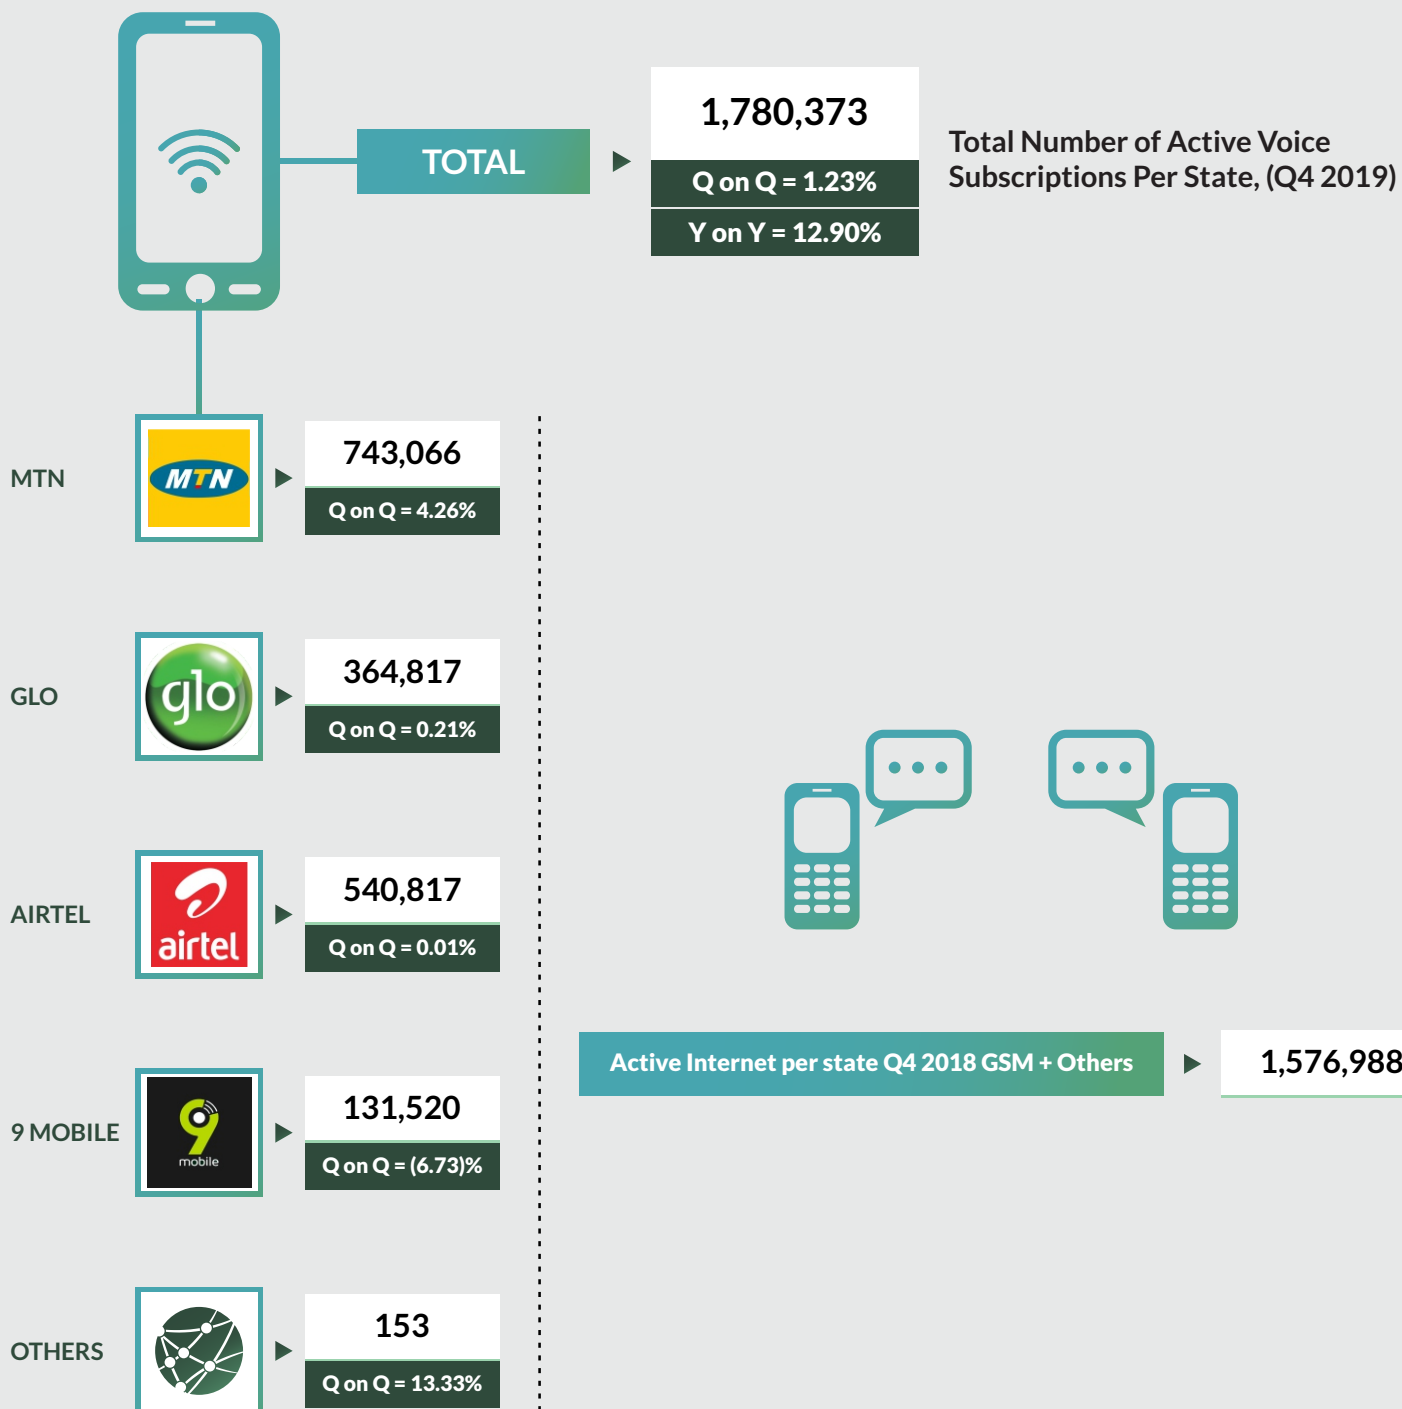 TOTAL
1,780,373
Q on Q = 1.23%
Y on Y = 12.90%
Total Number of Active Voice
Subscriptions Per State, (Q4 2019)
MTN
MTN
743,066
Q on Q = 4.26%
GLO
glo
364,817
Q on Q = 0.21%
AIRTEL
airtel
540,817
Q on Q = 0.01%
9 MOBILE
9
mobile
131,520
Q on Q = (6.73)%
OTHERS
153
Q on Q = 13.33%
Active Internet per state Q4 2018 GSM + Others
1,576,988